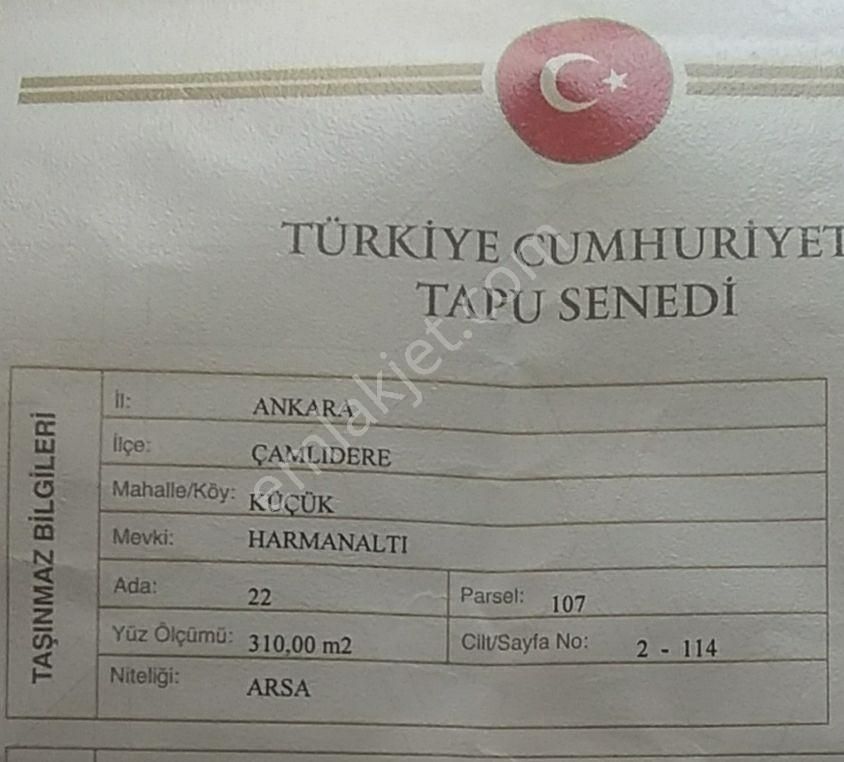 TÜRKİYE CUMHURİYET
TAPU SENEDİ
TAŞINMAZ BİLGİLERİ
İl: ANKARA
İlçe: ÇAMLIDERE
Mahalle/Köy: KÜÇÜK
Mevki: HARMANALTI
Ada: 22 Parsel: 107
Yüz Ölçümü: 310,00 m2 Cilt/Sayfa No: 2 - 114
Niteliği: ARSA
emlakjet.com